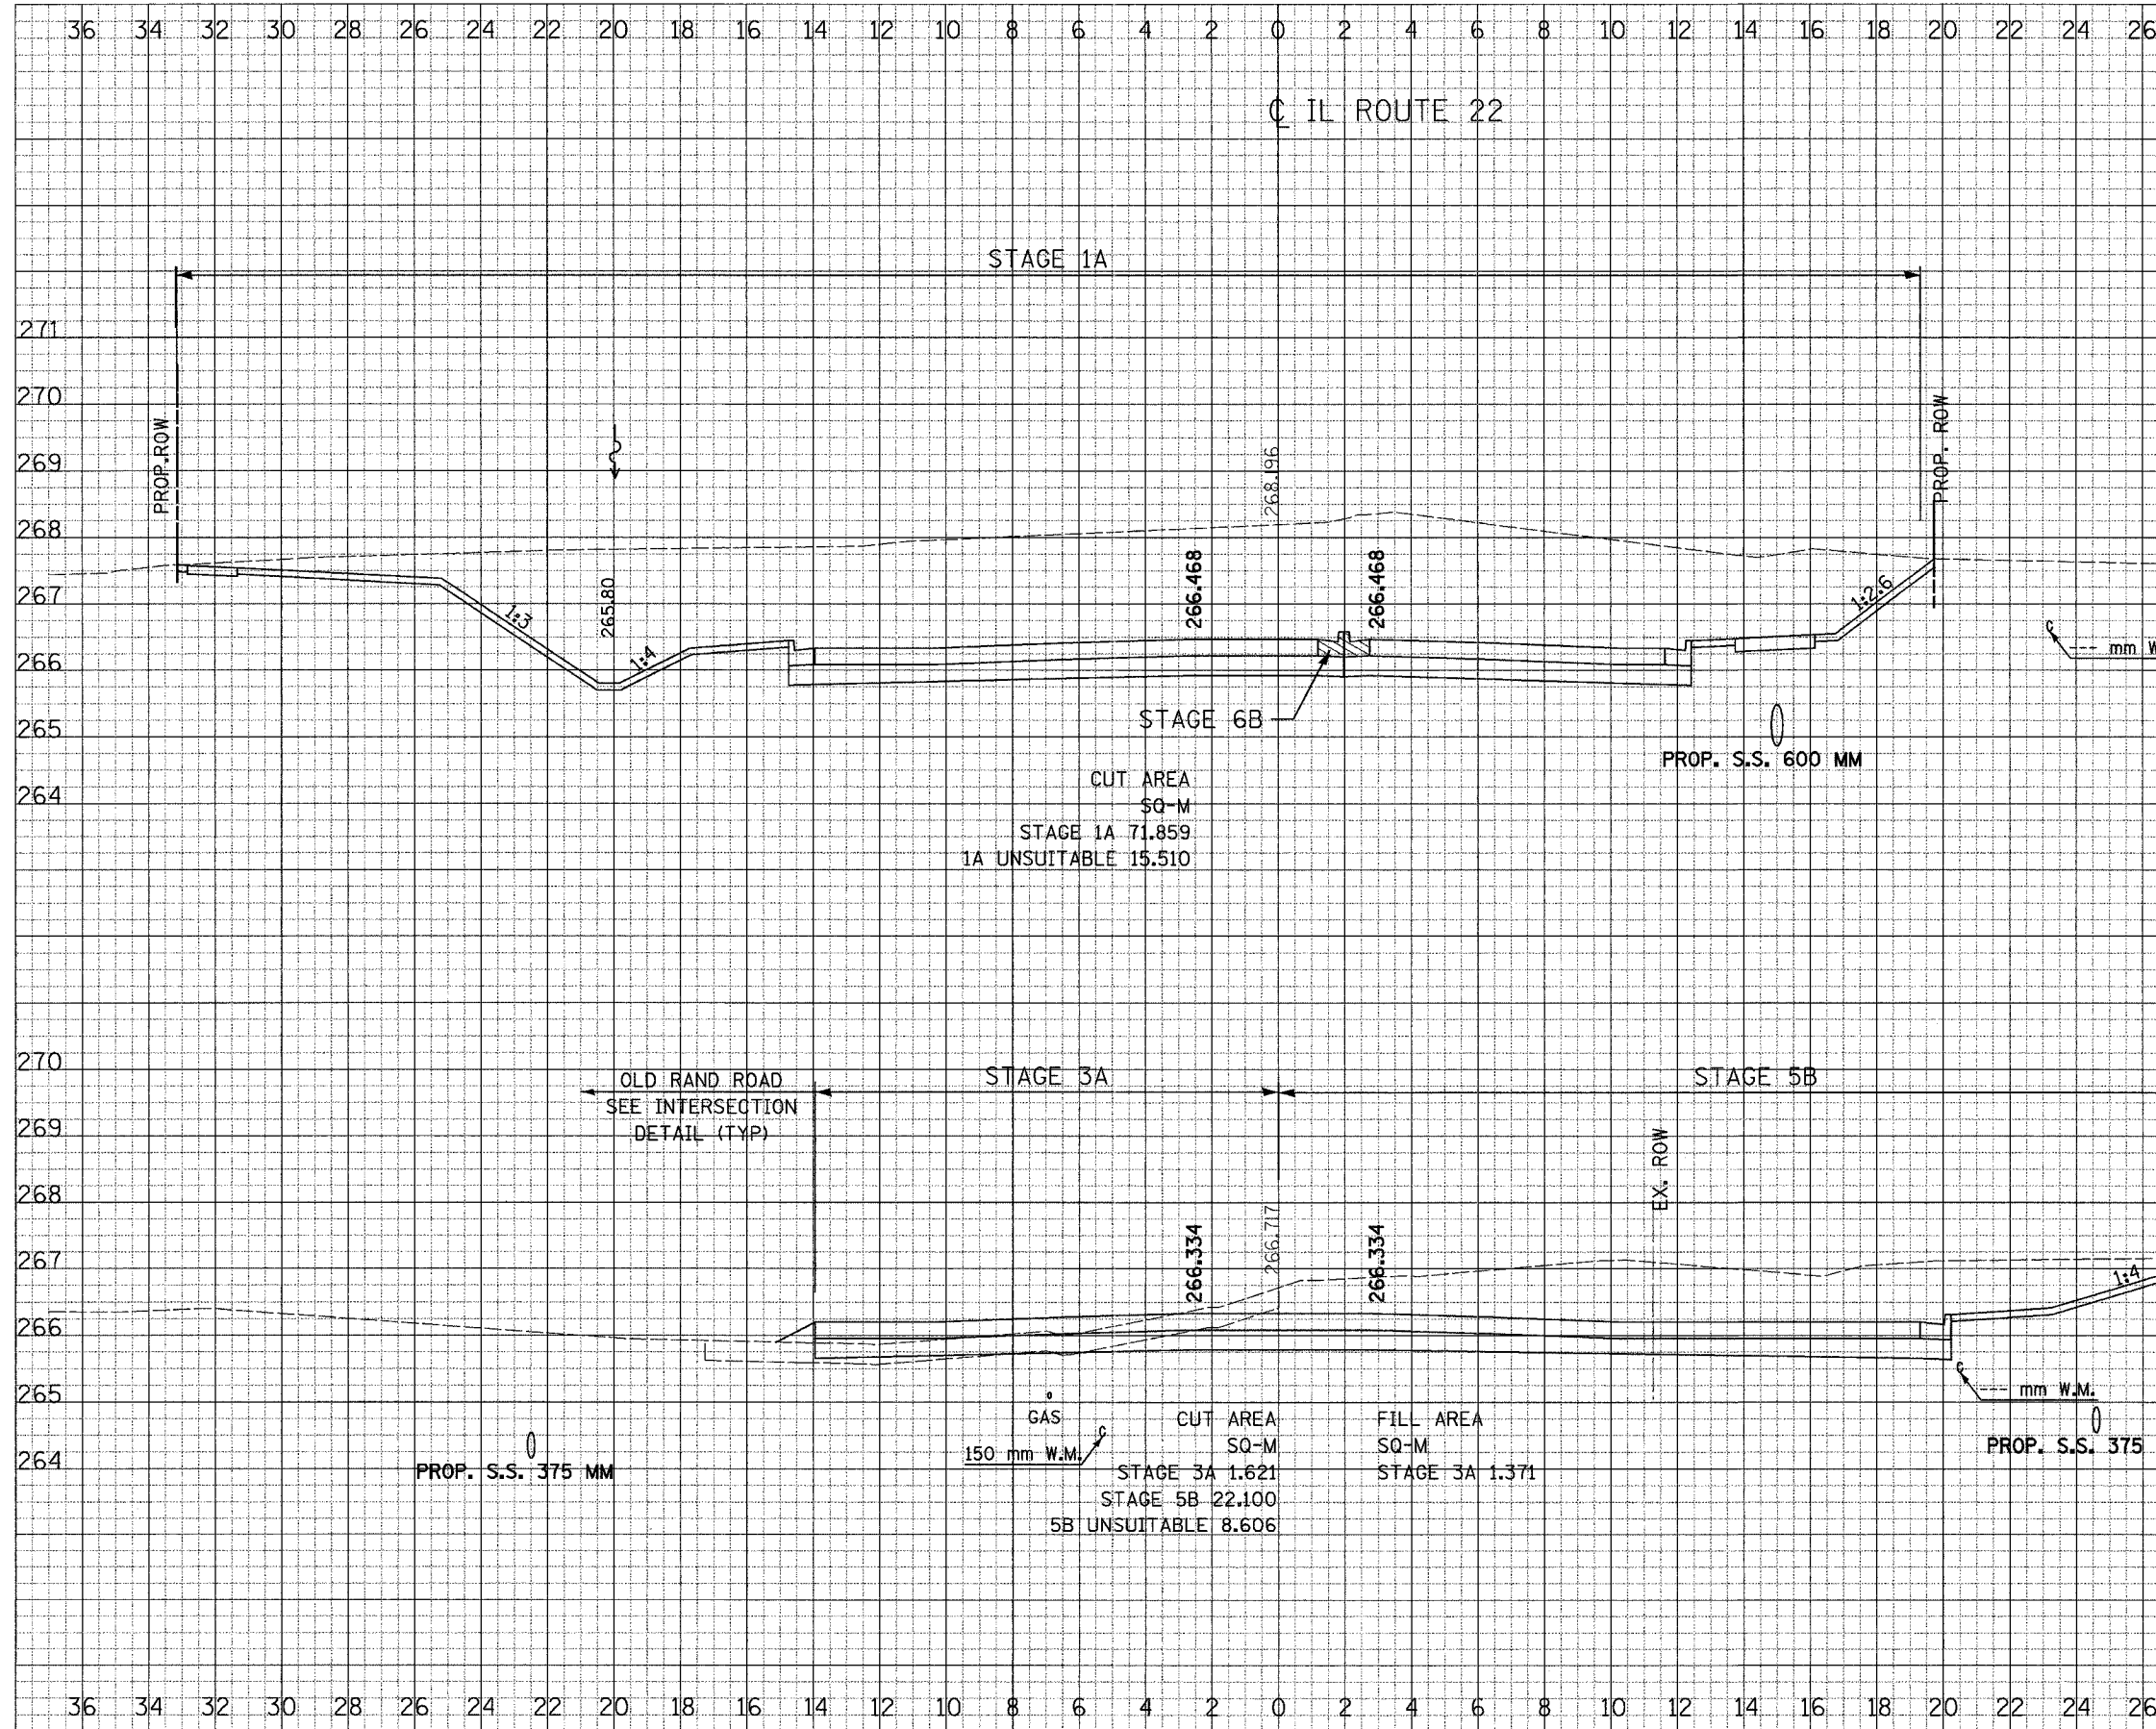 36 34 32 30 28 26 24 22 20 18 16 14 12 10 8 6 4 2 0 2 4 6 8 10 12 14 16 18 20 22 24 26
℄ IL ROUTE 22
STAGE 1A
271
270
269
268
267
266
265
264
PROP.ROW
PROP. ROW
268.196
265.80
266.468
266.468
1:3
1:4
1:2.6
--- mm W
STAGE 6B
PROP. S.S. 600 MM
CUT AREA
SQ-M
STAGE 1A 71.859
1A UNSUITABLE 15.510
270
269
268
267
266
265
264
OLD RAND ROAD
SEE INTERSECTION
DETAIL (TYP)
STAGE 3A
STAGE 5B
EX. ROW
266.334
266.717
266.334
1:4
--- mm W.M.
PROP. S.S. 375
GAS
150 mm W.M.
PROP. S.S. 375 MM
CUT AREA
SQ-M
STAGE 3A 1.621
STAGE 5B 22.100
5B UNSUITABLE 8.606
FILL AREA
SQ-M
STAGE 3A 1.371
36 34 32 30 28 26 24 22 20 18 16 14 12 10 8 6 4 2 0 2 4 6 8 10 12 14 16 18 20 22 24 26